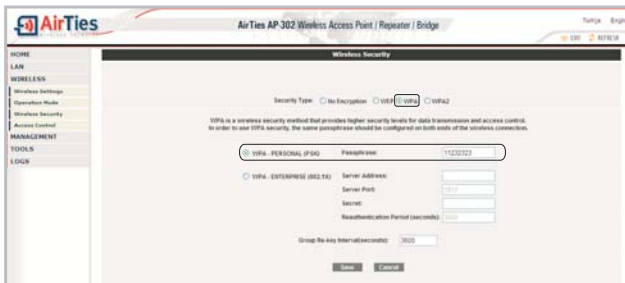 AirTies
AirTies AP-302 Wireless Access Point / Repeater / Bridge
Türkçe
REFRESH
HOME
LAN
WIRELESS
Wireless Settings
Operation Mode
Wireless Security
Access Control
MANAGEMENT
TOOLS
LOGS
Wireless Security
Security Type: No Encryption WEP WPA WPA2
WPA is a wireless security method that provides higher security levels for data transmission and access control.
In order to use WPA security, the same passphrase should be configured on both ends of the wireless connection.
WPA - PERSONAL (PSK) Passphrase: 11232323
WPA - ENTERPRISE (802.1X) Server Address:
Server Port:
Secret:
Reauthentication Period (seconds):
Group Re-Key Interval(seconds): 3600
Save Cancel